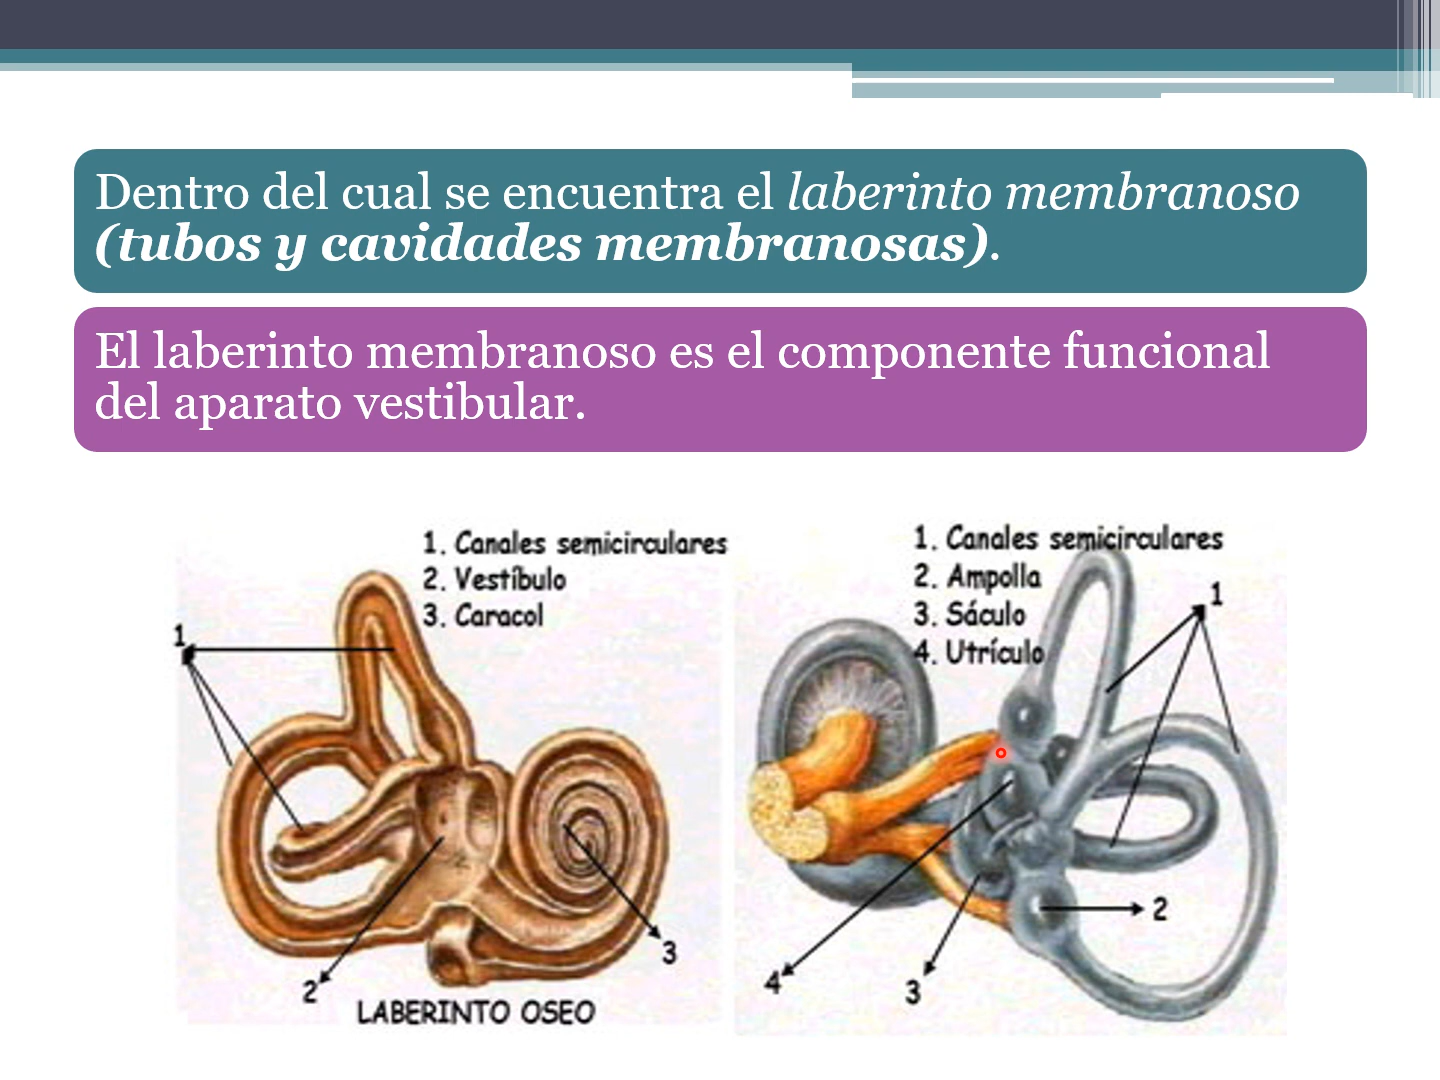 Dentro del cual se encuentra el laberinto membranoso
(tubos y cavidades membranosas).
El laberinto membranoso es el componente funcional
del aparato vestibular.
1. Canales semicirculares
2. Vestíbulo
3. Caracol
1
2
3
LABERINTO OSEO
1. Canales semicirculares
2. Ampolla
3. Sáculo
4. Utrículo
1
2
4
3